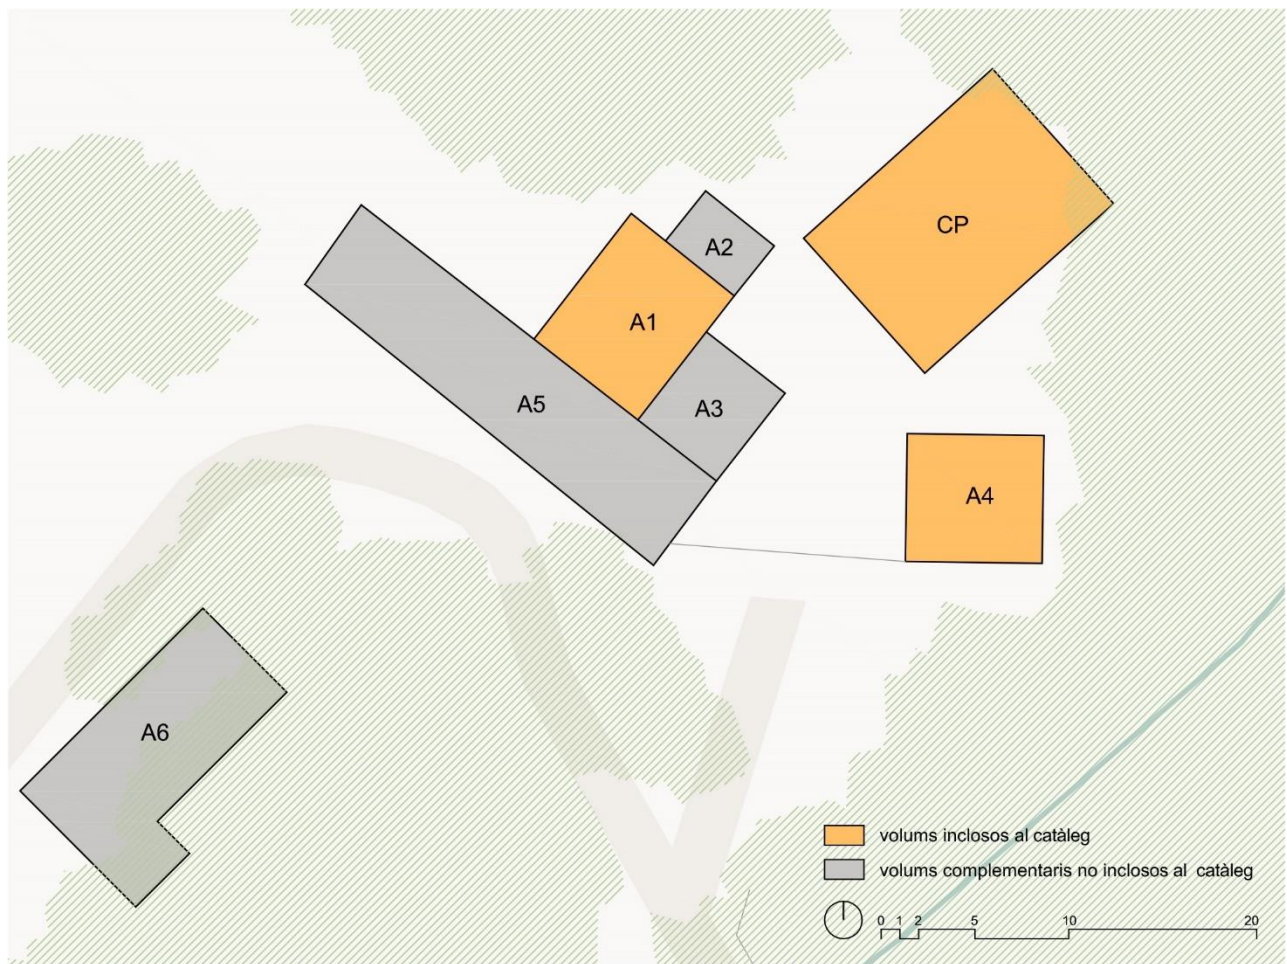 CP
A2
A1
A5
A3
A4
A6
volums inclosos al catàleg
volums complementaris no inclosos al catàleg
0 1 2 5 10 20